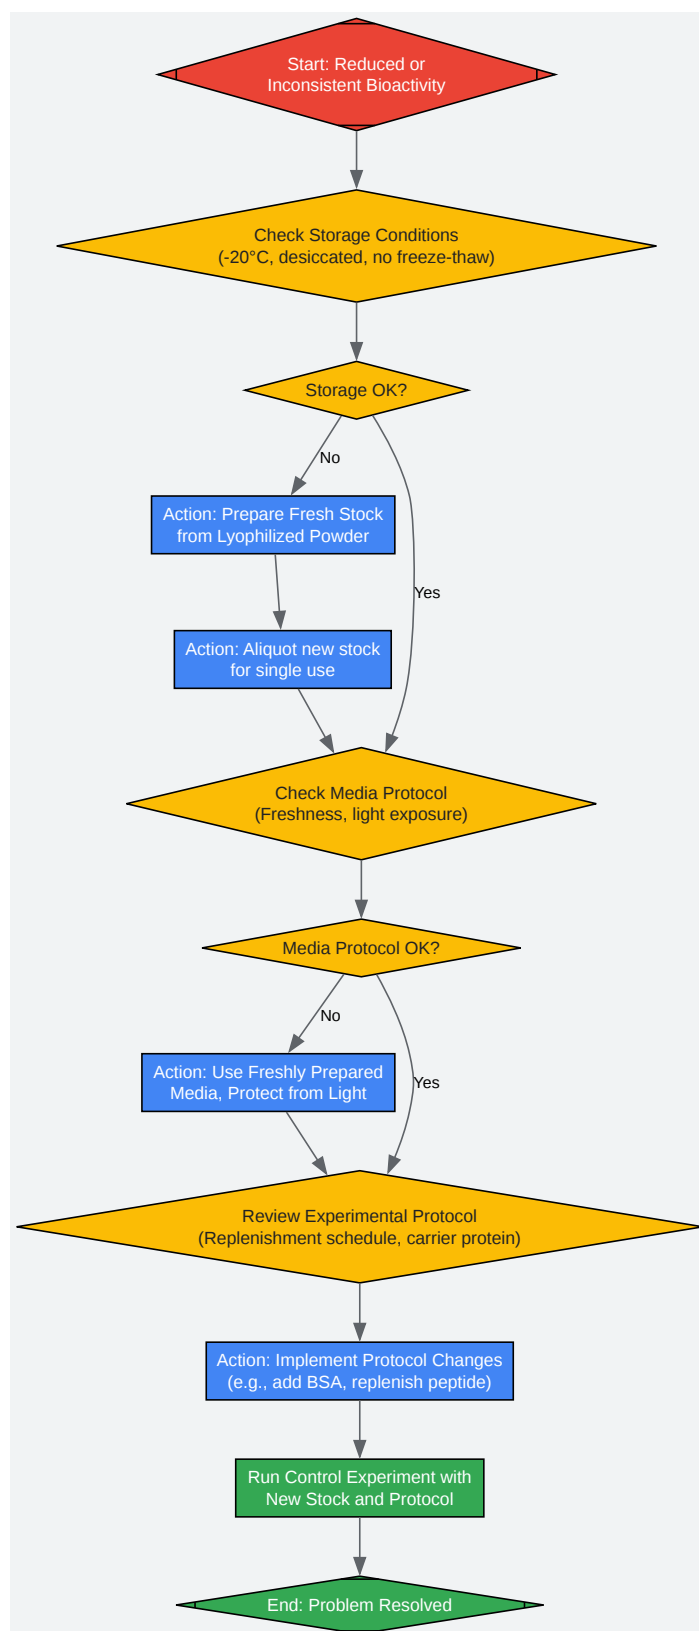 Start: Reduced or
Inconsistent Bioactivity
Check Storage Conditions
(-20°C, desiccated, no freeze-thaw)
Storage OK?
No
Action: Prepare Fresh Stock
from Lyophilized Powder
Yes
Action: Aliquot new stock
for single use
Check Media Protocol
(Freshness, light exposure)
Media Protocol OK?
No
Action: Use Freshly Prepared
Media, Protect from Light
Yes
Review Experimental Protocol
(Replenishment schedule, carrier protein)
Action: Implement Protocol Changes
(e.g., add BSA, replenish peptide)
Run Control Experiment with
New Stock and Protocol
End: Problem Resolved